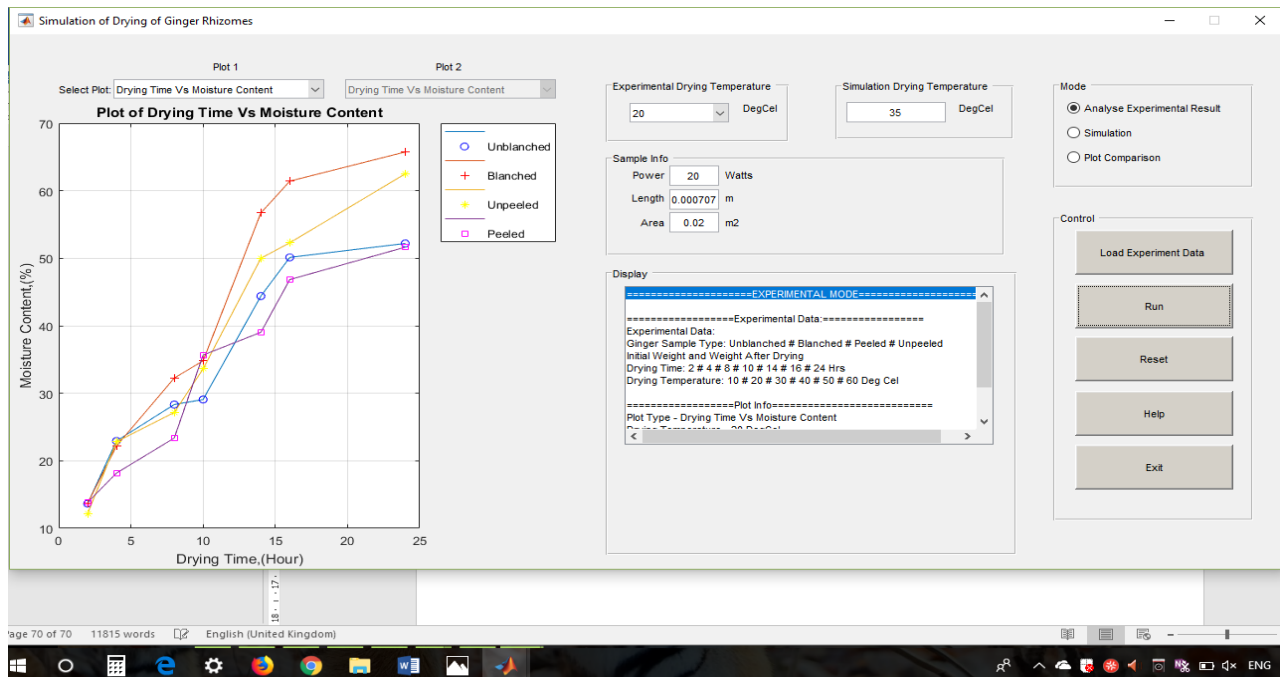 Simulation of Drying of Ginger Rhizomes
Plot 1
Plot 2
Select Plot: Drying Time Vs Moisture Content
Drying Time Vs Moisture Content
Plot of Drying Time Vs Moisture Content
70
60
50
40
30
20
10
Moisture Content,(%)
0 5 10 15 20 25
Drying Time,(Hour)
Unblanched
Blanched
Unpeeled
Peeled
Experimental Drying Temperature
20 DegCel
Simulation Drying Temperature
35 DegCel
Sample Info
Power 20 Watts
Length 0.000707 m
Area 0.02 m2
Display
=====================EXPERIMENTAL MODE====================
==================Experimental Data:=================
Experimental Data:
Ginger Sample Type: Unblanched # Blanched # Peeled # Unpeeled
Initial Weight and Weight After Drying
Drying Time: 2 # 4 # 8 # 10 # 14 # 16 # 24 Hrs
Drying Temperature: 10 # 20 # 30 # 40 # 50 # 60 Deg Cel
==================Plot Info===========================
Plot Type - Drying Time Vs Moisture Content
Drying Temperature - 20 DegCel
Mode
Analyse Experimental Result
Simulation
Plot Comparison
Control
Load Experiment Data
Run
Reset
Help
Exit
18 · ı · 17 ·
Page 70 of 70 11815 words English (United Kingdom)
ENG